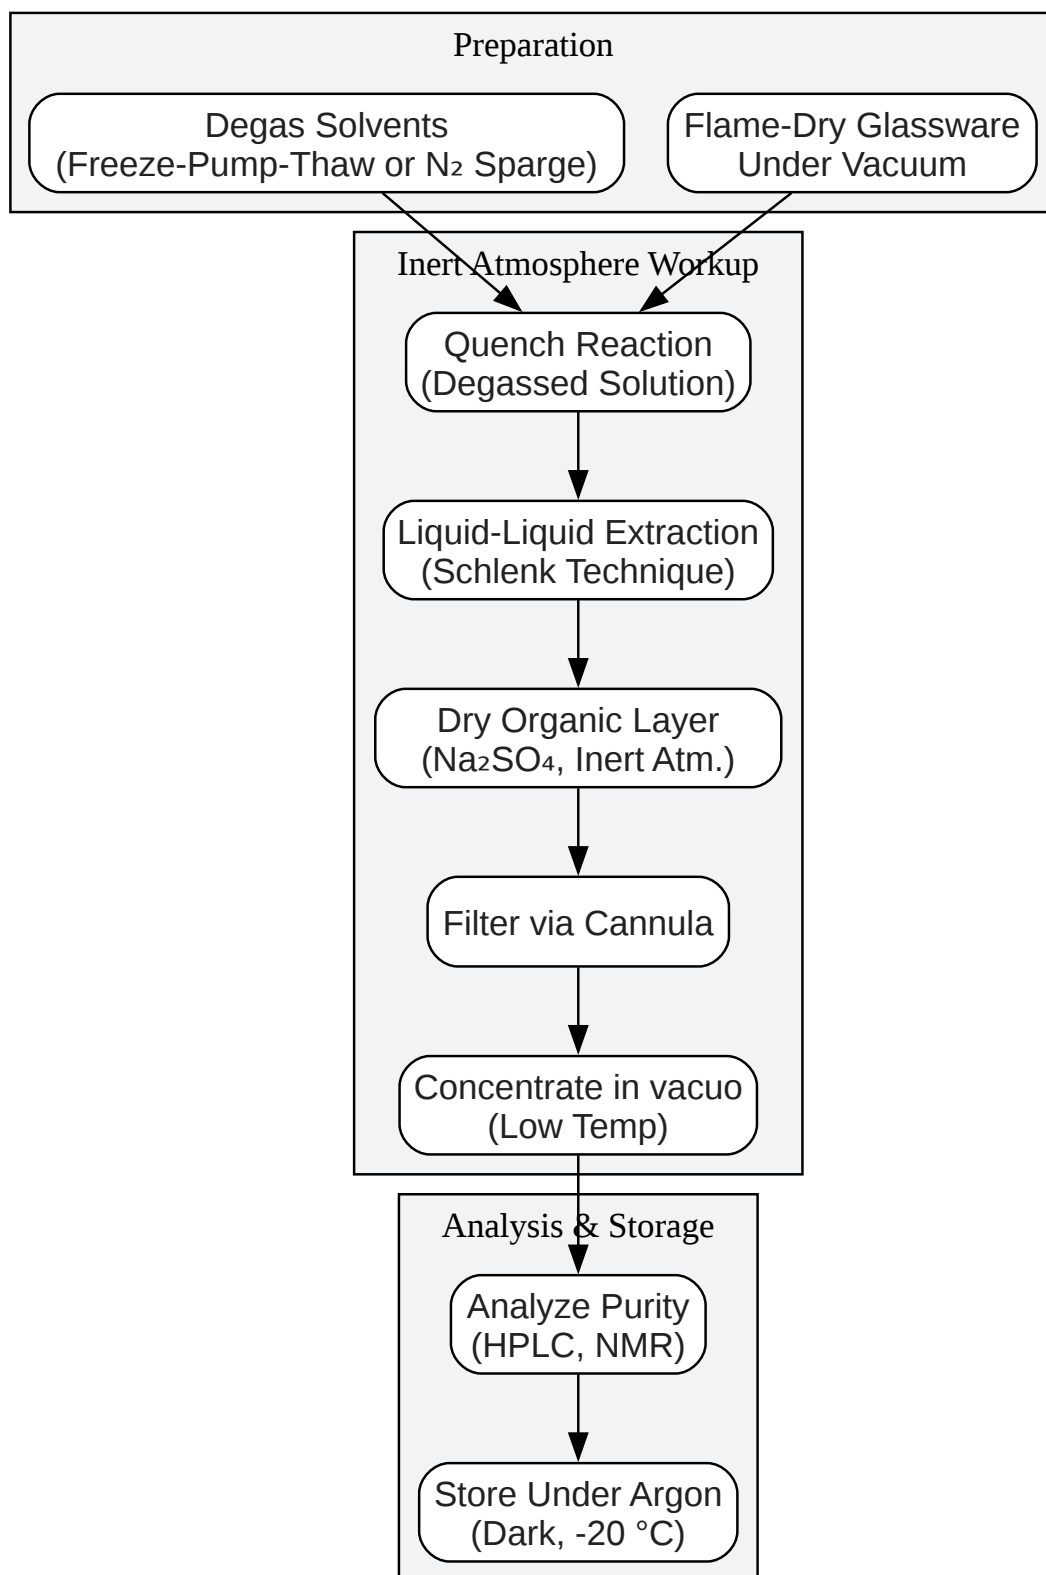 Preparation
Degas Solvents
(Freeze-Pump-Thaw or N₂ Sparge)
Flame-Dry Glassware
Under Vacuum
Inert Atmosphere Workup
Quench Reaction
(Degassed Solution)
Liquid-Liquid Extraction
(Schlenk Technique)
Dry Organic Layer
(Na₂SO₄, Inert Atm.)
Filter via Cannula
Concentrate in vacuo
(Low Temp)
Analysis & Storage
Analyze Purity
(HPLC, NMR)
Store Under Argon
(Dark, -20 °C)